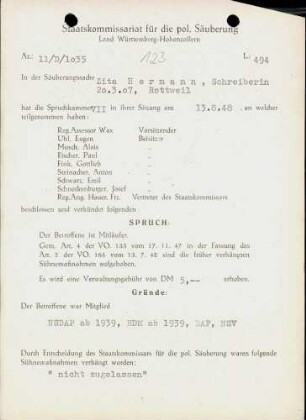 Staatskommissariat für die pol. Säuberung
Land Württemberg-Hohenzollern
Az.: 11/D/1o35 123 L: 494
In der Säuberungssache Zita Hermann, Schreiberin
2o.3.07, Rottweil
hat die Spruchkammer VII in ihrer Sitzung am 13.8.48 an welcher
teilgenommen haben:
Reg.Assessor Wax Vorsitzender
Uhl, Eugen Beisitzer
Munch, Alois „
Fischer, Paul „
Fink, Gottlieb „
Steinacher, Anton „
Schwarz, Emil „
Schnekenburger, Josef „
Reg.Ang. Hauer, Frz. Vertreter des Staatskommissars
beschlossen und verkündet folgenden
SPRUCH:
Der Betroffene ist Mitläufer.
Gem. Art. 4 der VO. 133 vom 17. 11. 47 in der Fassung des
Art. 2 der VO. 165 vom 13. 7. 48 sind die früher verhängten
Sühnemaßnahmen aufgehoben.
Es wird eine Verwaltungsgebühr von DM 5,-- erhoben.
Gründe:
Der Betroffene war Mitglied
NSDAP ab 1939, BDM ab 1939, DAF, NSV
Durch Entscheidung des Staatskommissars für die pol. Säuberung waren folgende
Sühnemaßnahmen verhängt worden:
" nicht zugelassen"